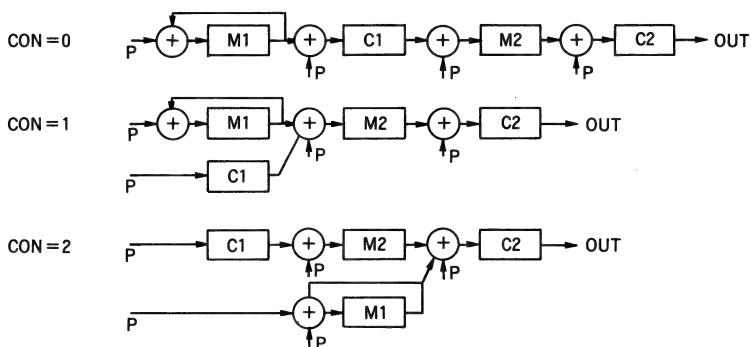 CON=0 P + M1 + C1 + M2 + C2 OUT
P P P
CON=1 P + M1 + M2 + C2 OUT
P P
P C1
CON=2 P C1 + M2 + C2 OUT
P P
P + M1
P